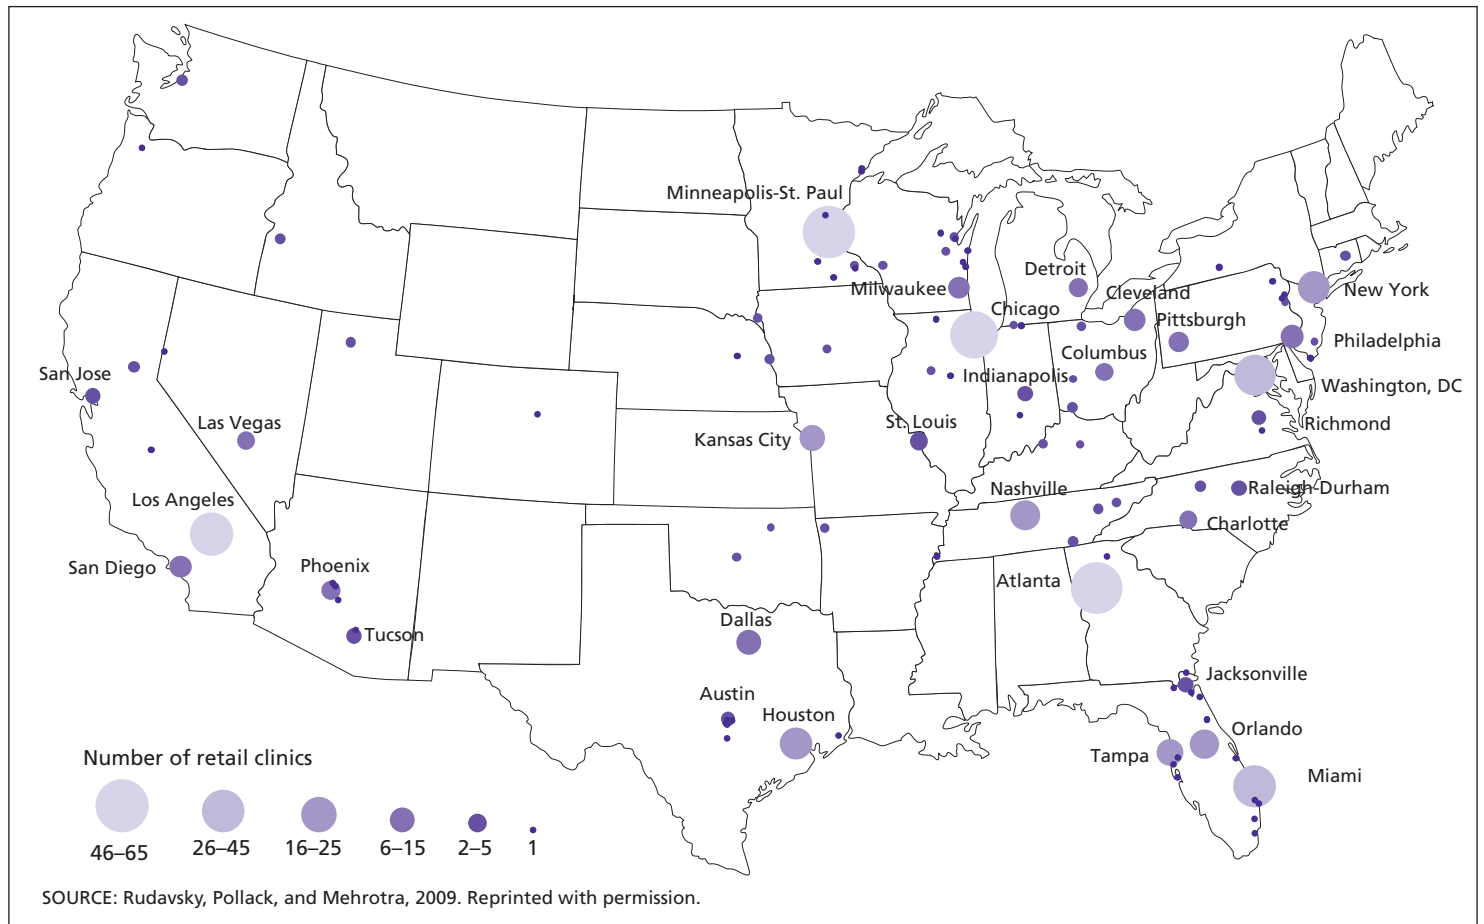 Minneapolis-St. Paul
Detroit
Milwaukee
Cleveland
New York
Chicago
Pittsburgh
Philadelphia
Columbus
San Jose
Indianapolis
Washington, DC
Las Vegas
St. Louis
Richmond
Kansas City
Los Angeles
Nashville
Raleigh-Durham
Charlotte
San Diego
Phoenix
Atlanta
Dallas
Tucson
Jacksonville
Austin
Houston
Orlando
Tampa
Miami
Number of retail clinics
46–65 26–45 16–25 6–15 2–5 1
SOURCE: Rudavsky, Pollack, and Mehrotra, 2009. Reprinted with permission.